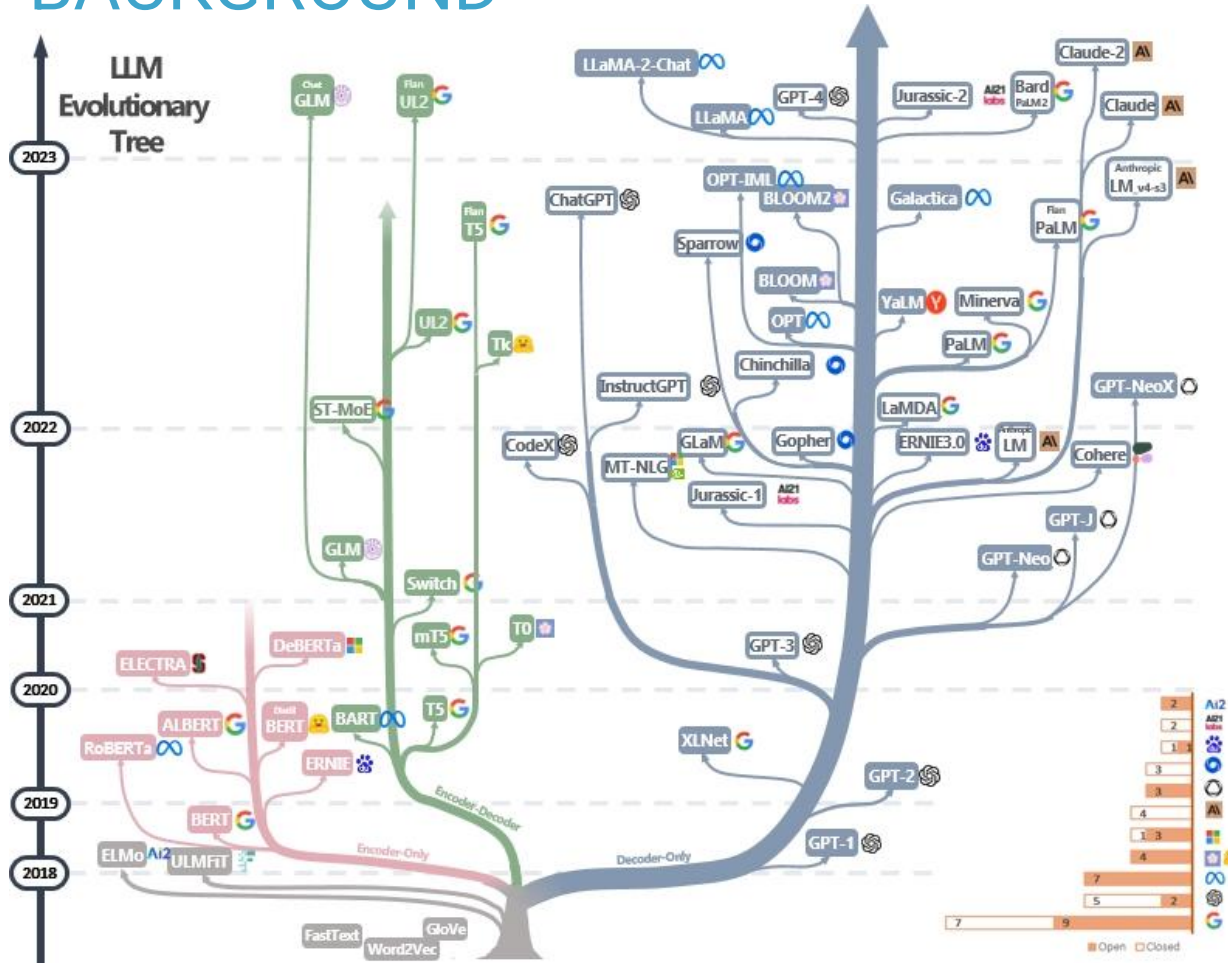 BACKGROUND
LLM
Evolutionary
Tree
2023
2022
2021
2020
2019
2018
Chat
GLM
Flan
UL2
LLaMA-2-Chat
GPT-4
Jurassic-2
AI21
labs
Bard
PaLM2
Claude-2
A\
LLaMA
Claude
A\
Anthropic
LM_v4-s3
A\
OPT-IML
BLOOM2
Galactica
ChatGPT
Flan
T5
Flan
PaLM
Sparrow
BLOOM
YaLM
Minerva
UL2
OPT
Tk
PaLM
Chinchilla
InstructGPT
GPT-NeoX
ST-MoE
LaMDA
CodeX
GLaM
Gopher
ERNIE3.0
Anthropic
LM
A\
Cohere
MT-NLG
Jurassic-1
AI21
labs
GPT-J
GLM
GPT-Neo
Switch
mT5
T0
DeBERTa
GPT-3
ELECTRA
ALBERT
Distil
BERT
BART
T5
RoBERTa
XLNet
ERNIE
GPT-2
Encoder-Decoder
BERT
Encoder-Only
Decoder-Only
GPT-1
ELMo
Ai2
ULMFiT
FastText
Word2Vec
GloVe
2
Ai2
2
AI21
labs
1 1
3
3
4
A\
1 3
4
7
5 2
7 9
Open Closed